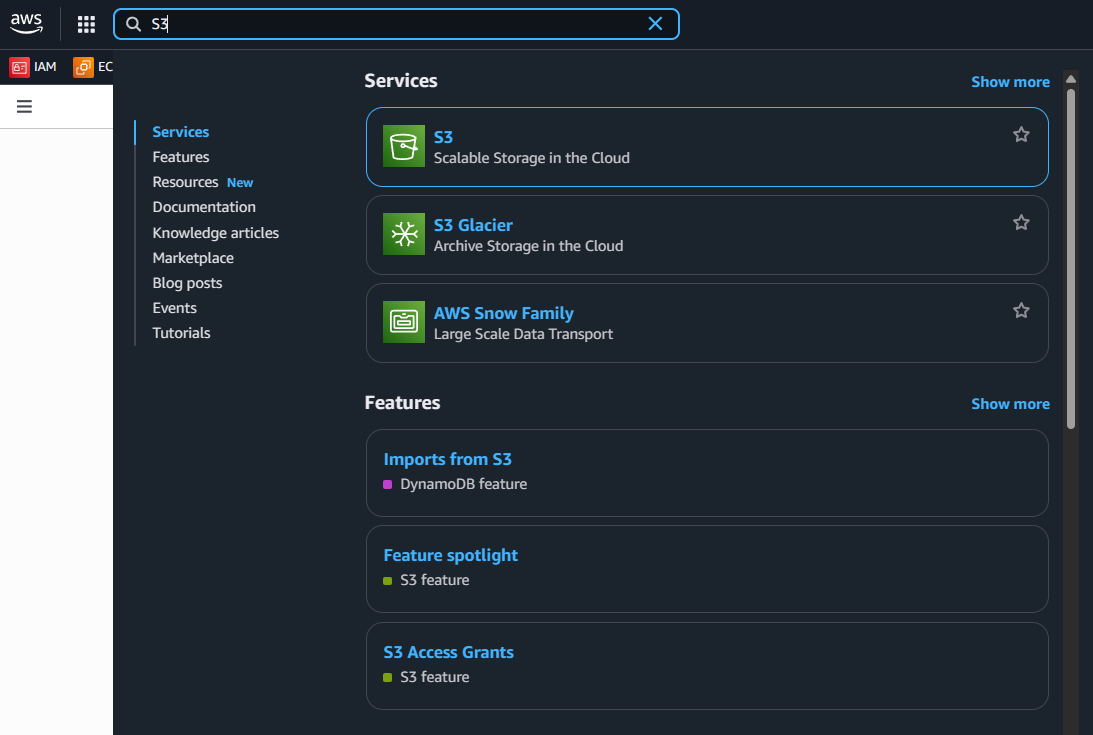 aws
S3
IAM
EC
Services
Features
Resources New
Documentation
Knowledge articles
Marketplace
Blog posts
Events
Tutorials
Services
Show more
S3
Scalable Storage in the Cloud
S3 Glacier
Archive Storage in the Cloud
AWS Snow Family
Large Scale Data Transport
Features
Show more
Imports from S3
DynamoDB feature
Feature spotlight
S3 feature
S3 Access Grants
S3 feature